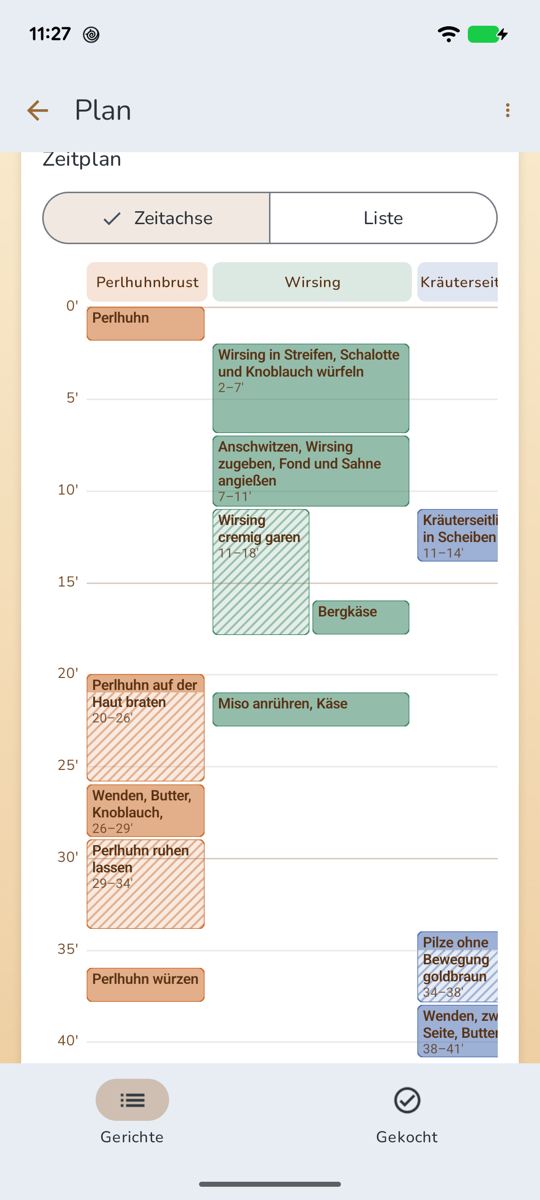 11:27
Plan
Zeitplan
Zeitachse
Liste
Perlhuhnbrust
Wirsing
Kräuterseit
0'
Perlhuhn
Wirsing in Streifen, Schalotte
und Knoblauch würfeln
2–7'
5'
Anschwitzen, Wirsing
zugeben, Fond und Sahne
angießen
7–11'
10'
Wirsing
cremig garen
11–18'
Kräuterseitli
in Scheiben
11–14'
15'
Bergkäse
20'
Perlhuhn auf der
Haut braten
20–26'
Miso anrühren, Käse
25'
Wenden, Butter,
Knoblauch,
26–29'
30'
Perlhuhn ruhen
lassen
29–34'
35'
Pilze ohne
Bewegung
goldbraun
34–38'
Perlhuhn würzen
40'
Wenden, zw
Seite, Butter
38–41'
Gerichte
Gekocht